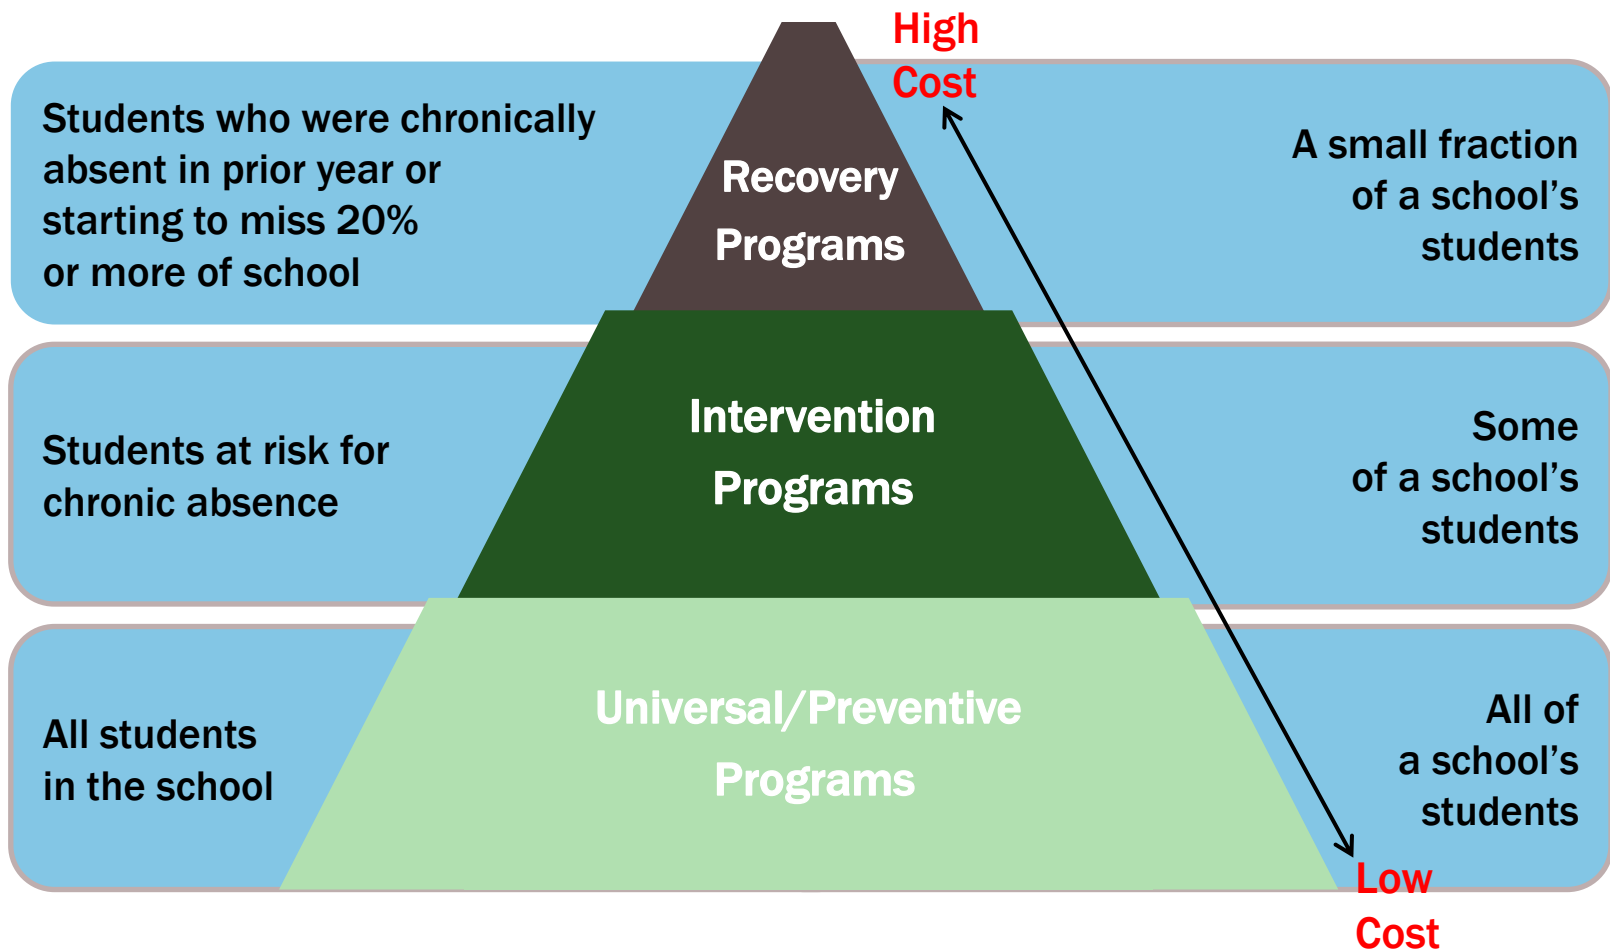 High
Cost
Students who were chronically
absent in prior year or
starting to miss 20%
or more of school
Recovery
Programs
A small fraction
of a school's
students
Students at risk for
chronic absence
Intervention
Programs
Some
of a school's
students
All students
in the school
Universal/Preventive
Programs
All of
a school's
students
Low
Cost